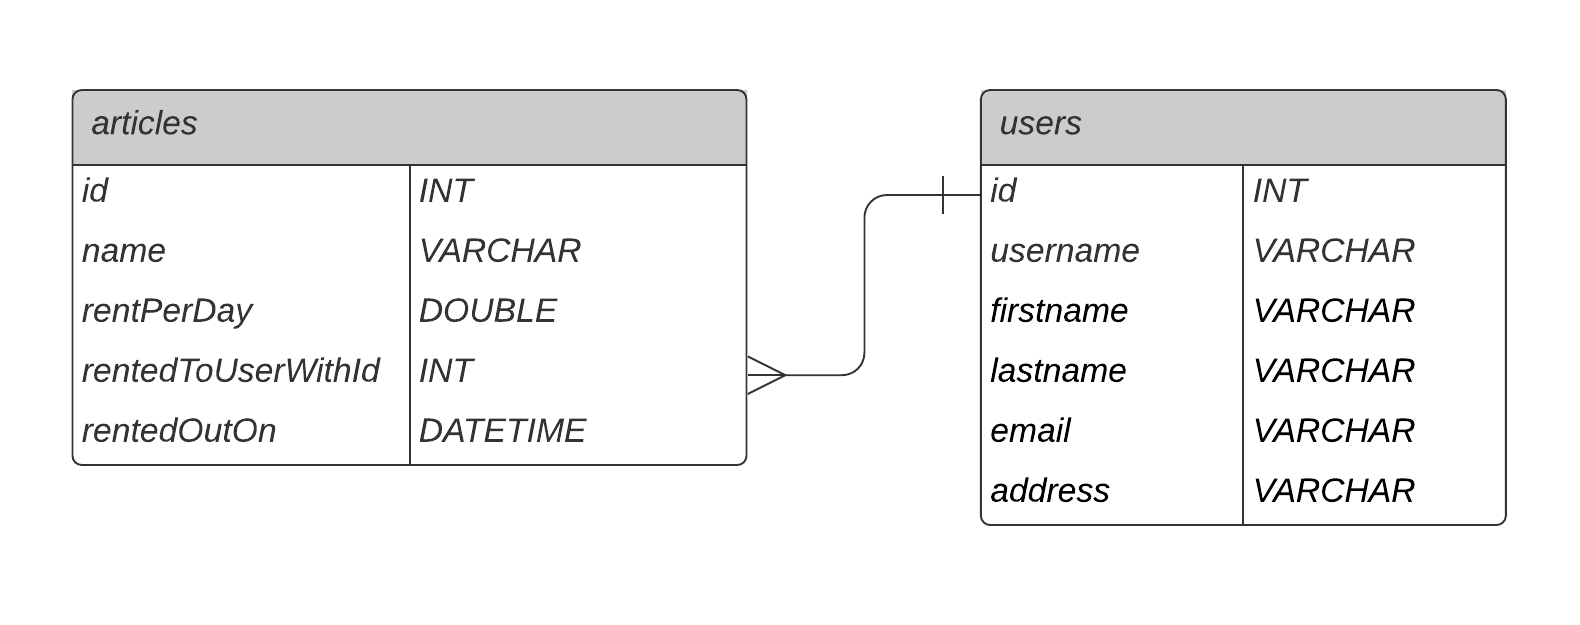 articles
id INT
name VARCHAR
rentPerDay DOUBLE
rentedToUserWithId INT
rentedOutOn DATETIME
users
id INT
username VARCHAR
firstname VARCHAR
lastname VARCHAR
email VARCHAR
address VARCHAR